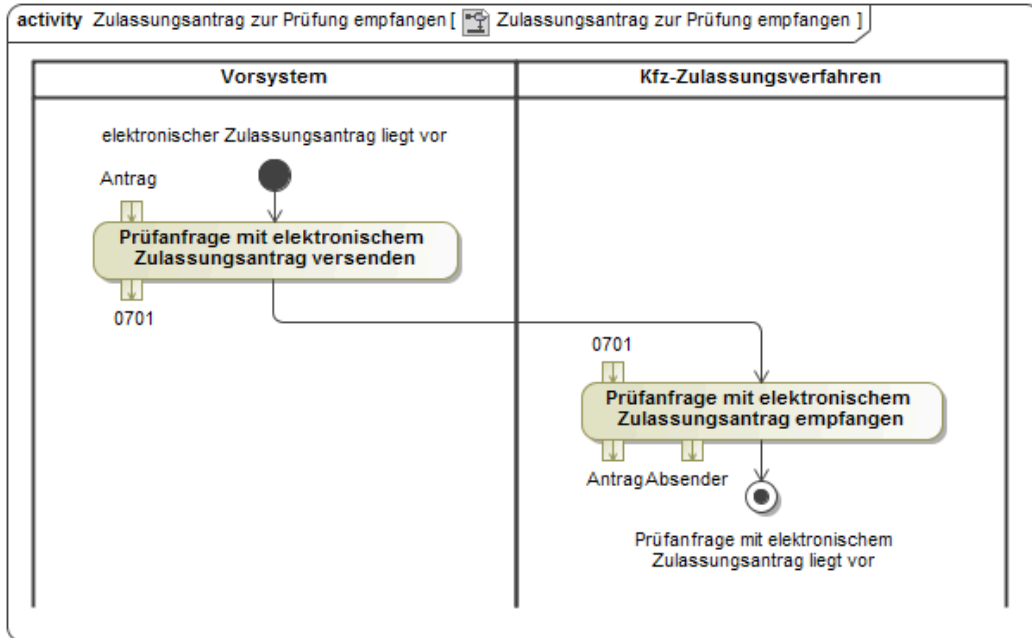 activity Zulassungsantrag zur Prüfung empfangen [ Zulassungsantrag zur Prüfung empfangen ]
Vorsystem
Kfz-Zulassungsverfahren
elektronischer Zulassungsantrag liegt vor
Antrag
Prüfanfrage mit elektronischem
Zulassungsantrag versenden
0701
0701
Prüfanfrage mit elektronischem
Zulassungsantrag empfangen
Antrag Absender
Prüfanfrage mit elektronischem
Zulassungsantrag liegt vor